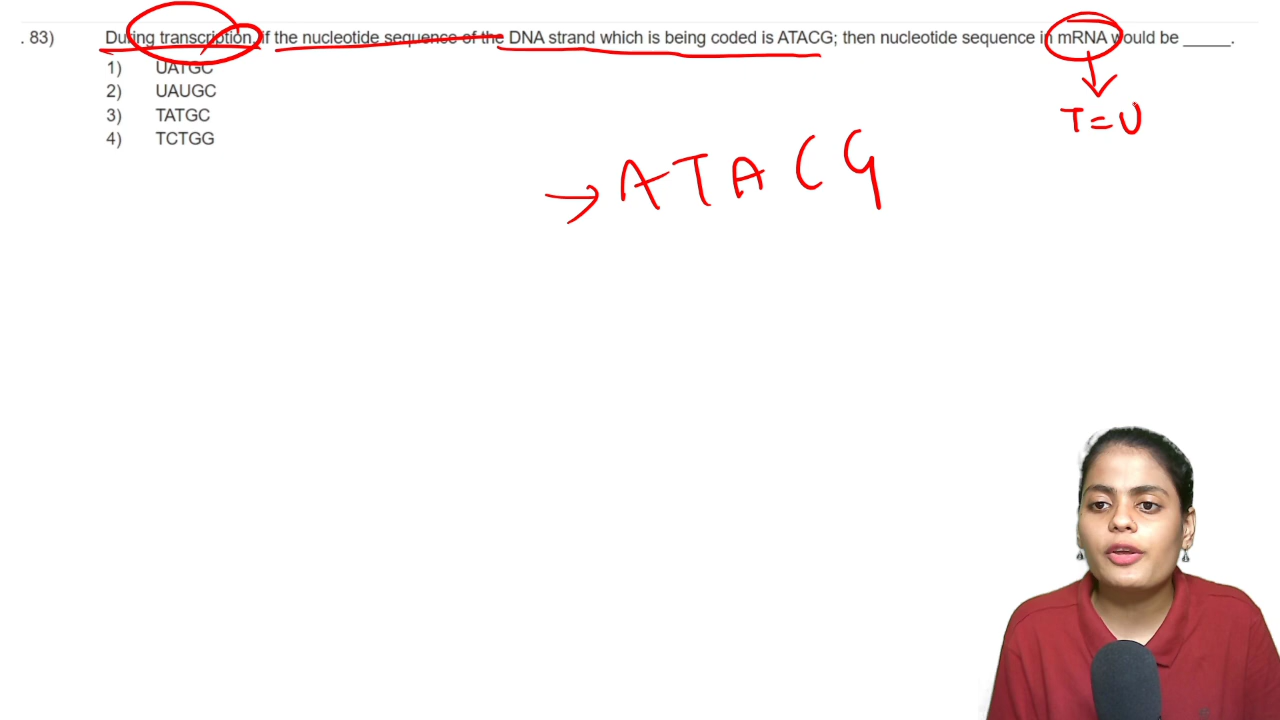 . 83) During transcription, if the nucleotide sequence of the DNA strand which is being coded is ATACG; then nucleotide sequence in mRNA would be _____.
1) UATGC
2) UAUGC
3) TATGC
4) TCTGG
T=U
→ATACG